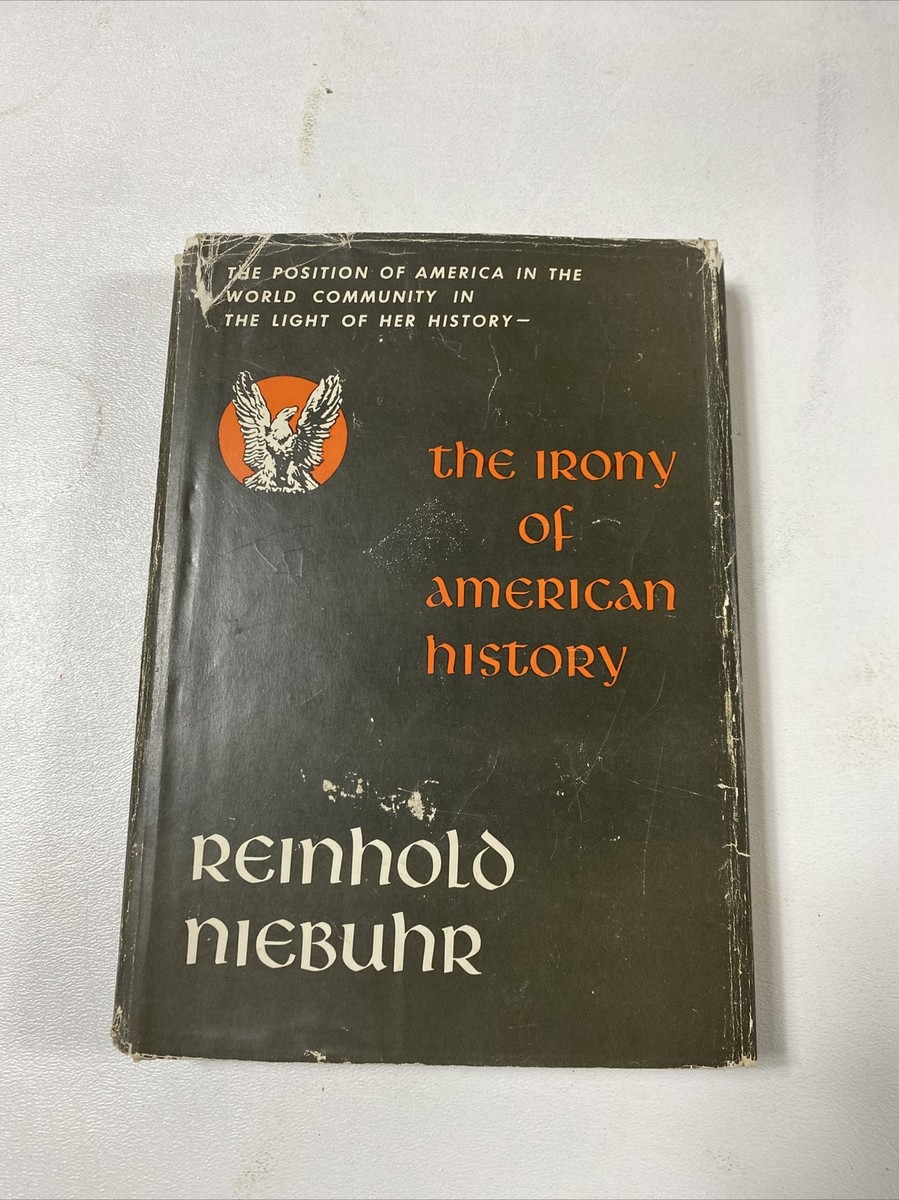 THE POSITION OF AMERICA IN THE
WORLD COMMUNITY IN
THE LIGHT OF HER HISTORY—
the irony
of
american
history
Reinhold
Niebuhr